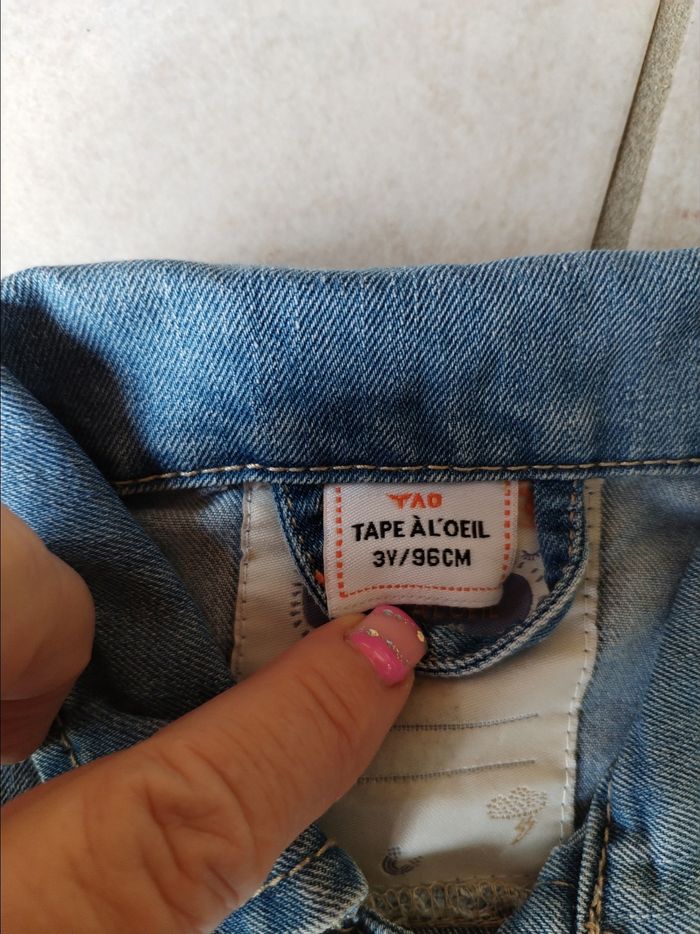 TAO
TAPE À L'OEIL
3Y/96CM